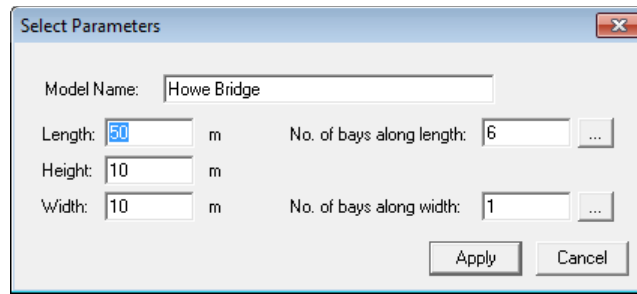 Select Parameters
Model Name: Howe Bridge
Length: 50 m No. of bays along length: 6 ...
Height: 10 m
Width: 10 m No. of bays along width: 1 ...
Apply Cancel